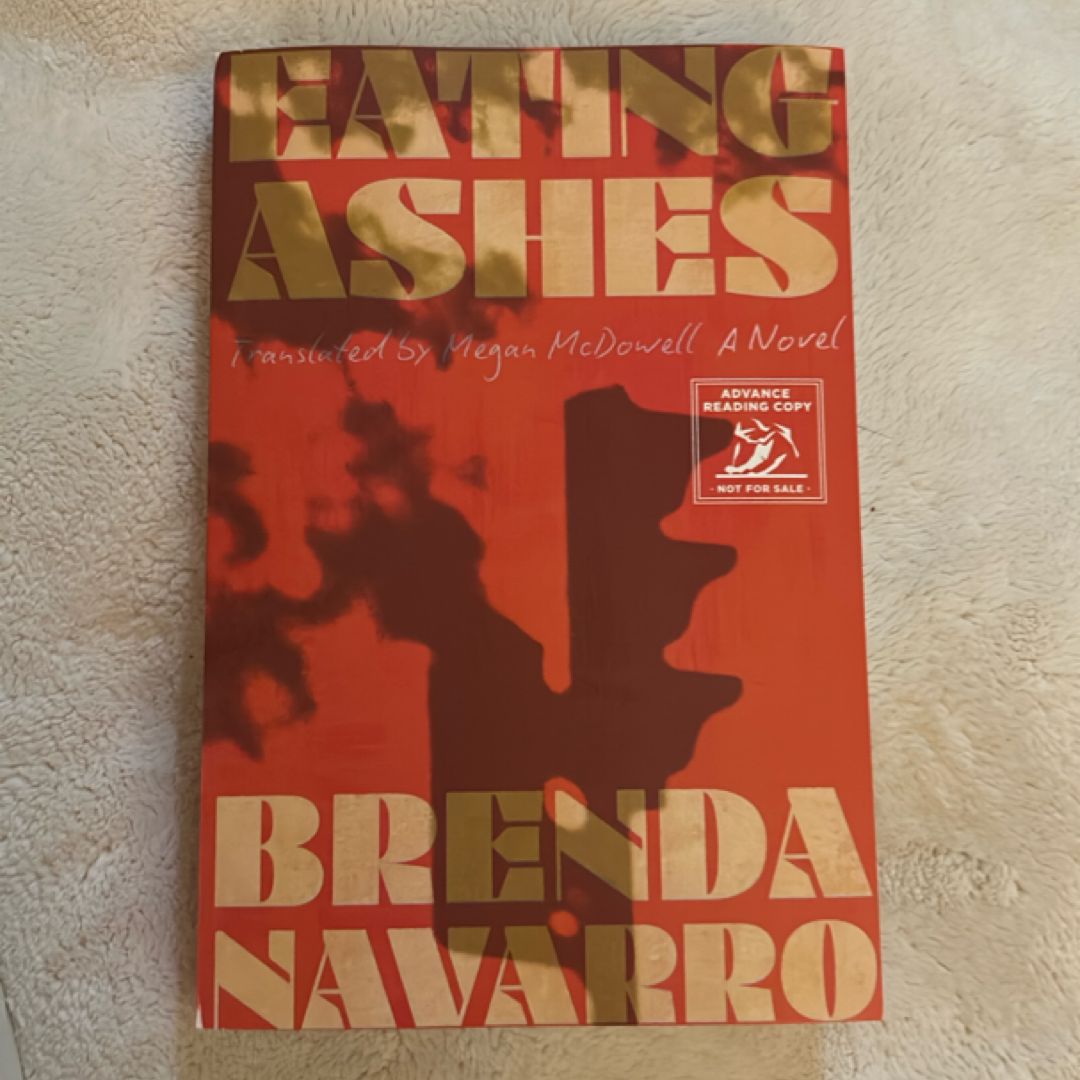 EATING
ASHES
Translated by Megan McDowell A Novel
ADVANCE
READING COPY
- NOT FOR SALE -
BRENDA
NAVARRO